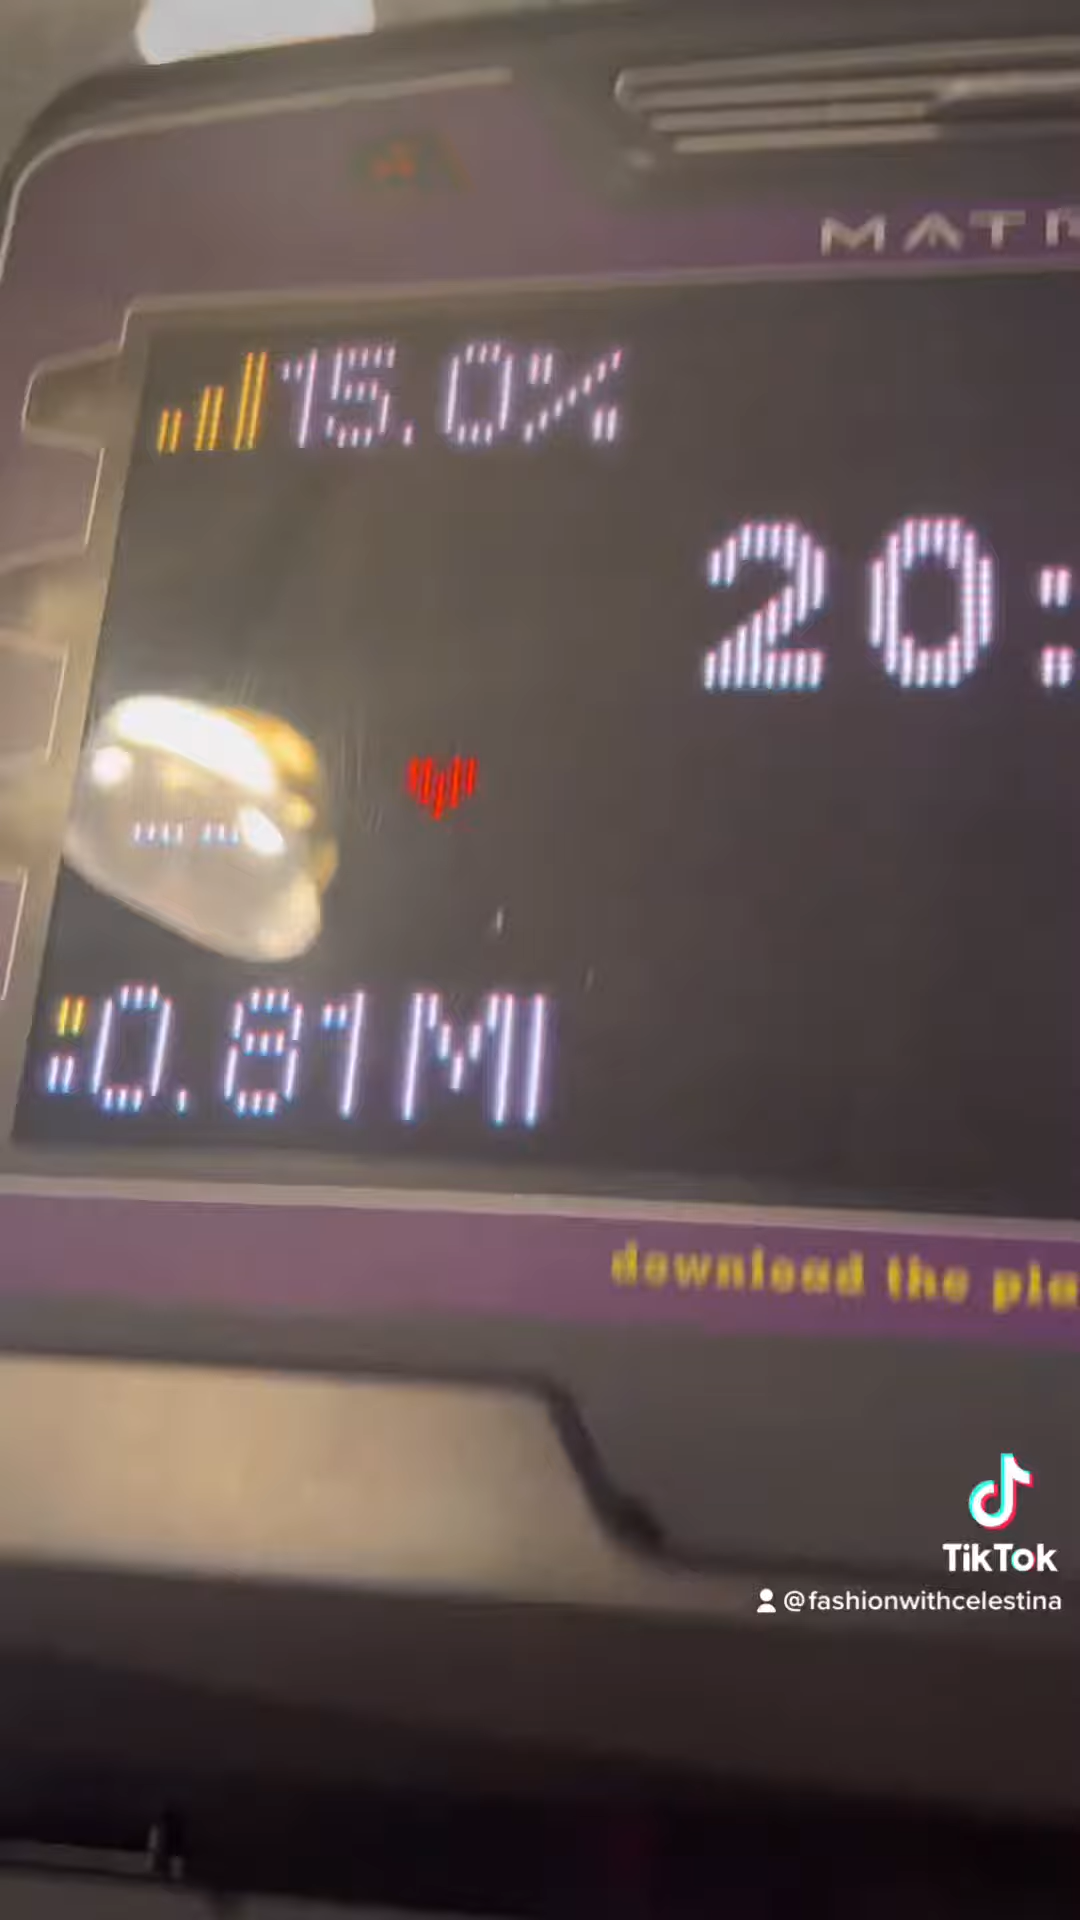 MATR
15.0%
20:
-- --
0.81 MI
download the pla
TikTok
@fashionwithcelestina